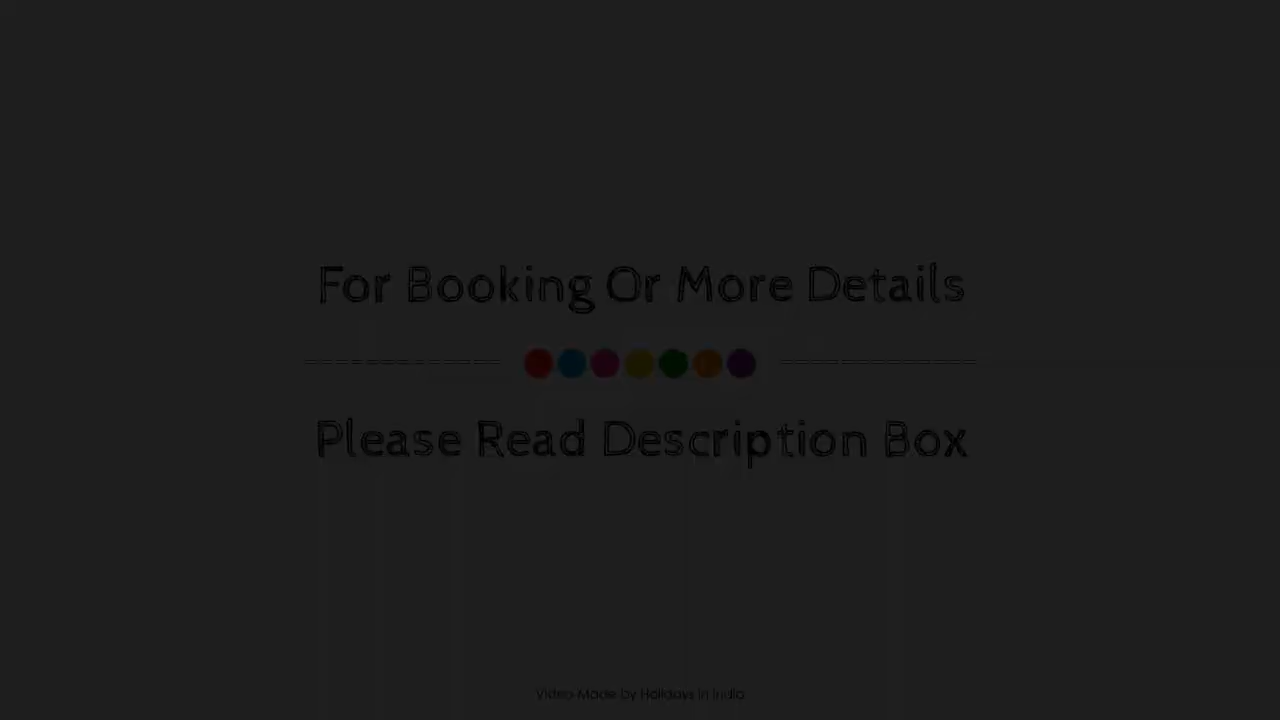 For Booking Or More Details
Please Read Description Box
Video Made by Holidays In India